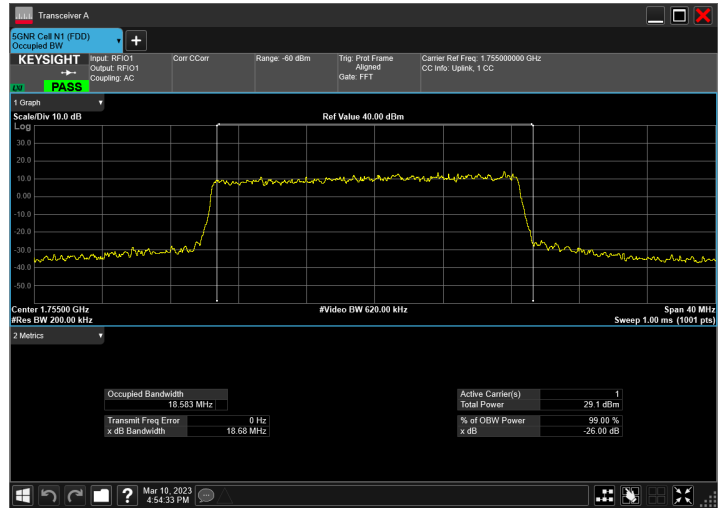 Transceiver A
5GNR Cell N1 (FDD)
Occupied BW
+
KEYSIGHT
LXI
PASS
Input: RFIO1
Output: RFIO1
Coupling: AC
Corr CCorr
Range: -60 dBm
Trig: Prot Frame
Aligned
Gate: FFT
Carrier Ref Freq: 1.755000000 GHz
CC Info: Uplink, 1 CC
1 Graph
Scale/Div 10.0 dB
Ref Value 40.00 dBm
Log
30.0
20.0
10.0
0.00
-10.0
-20.0
-30.0
-40.0
-50.0
Center 1.75500 GHz
#Video BW 620.00 kHz
Span 40 MHz
#Res BW 200.00 kHz
Sweep 1.00 ms (1001 pts)
2 Metrics
Occupied Bandwidth
18.583 MHz
Active Carrier(s) 1
Total Power 29.1 dBm
Transmit Freq Error 0 Hz
x dB Bandwidth 18.68 MHz
% of OBW Power 99.00 %
x dB -26.00 dB
?
Mar 10, 2023
4:54:33 PM